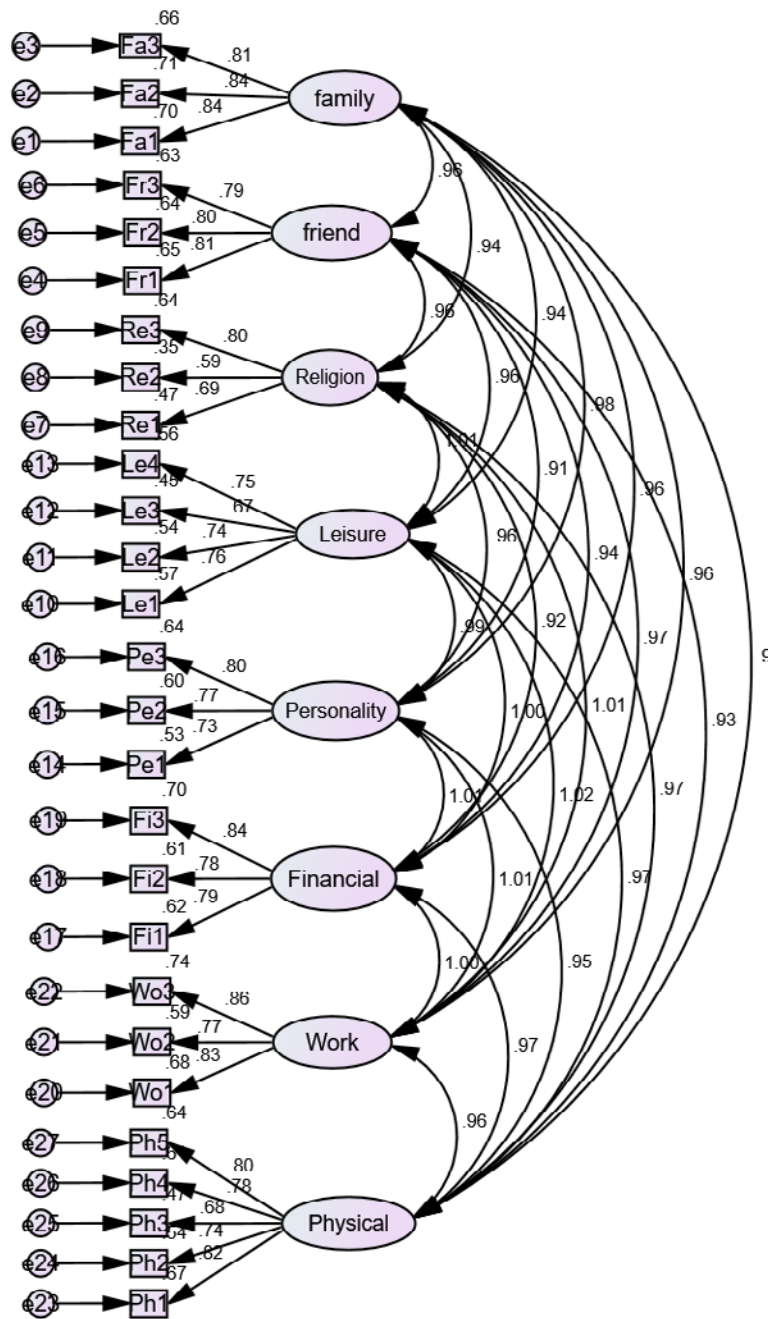 .66
e3 Fa3 .81
.71
e2 Fa2 .84 family
.70
e1 Fa1 .84
.63
e6 Fr3 .79 .96
.64
e5 Fr2 .80 friend .94
.65
e4 Fr1 .81
.61
e9 Re3 .80 .96 .94
.35
e8 Re2 .59 Religion .96 .98
.47
e7 Re1 .69
.56
e13 Le4 .75 1.01 .91
.45
e12 Le3 .67 .96
.54
e11 Le2 .74 Leisure .96 .94
.57
e10 Le1 .76 .96
.64 .99 .92 .97
e16 Pe3 .80 9
.60
e15 Pe2 .77 Personality 1.00 1.01 .93
.53
e14 Pe1 .73
.70 1.01 1.02 .97
e19 Fi3 .84
.61
e18 Fi2 .78 Financial 1.01 .97
.62
e17 Fi1 .79
.74 1.00 .95
e22 Wo3 .86
.59
e21 Wo2 .77 Work .97
.68
e20 Wo1 .83
.64 .96
e27 Ph5 .80
e26 Ph4 .78
.47
e25 Ph3 .68 Physical
.54
e24 Ph2 .74
.67
e23 Ph1 .82